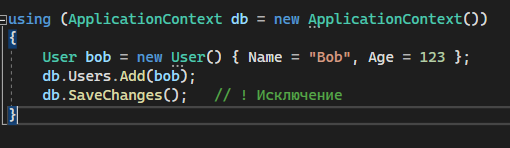 using (ApplicationContext db = new ApplicationContext())
{
User bob = new User() { Name = "Bob", Age = 123 };
db.Users.Add(bob);
db.SaveChanges(); // ! Исключение
}